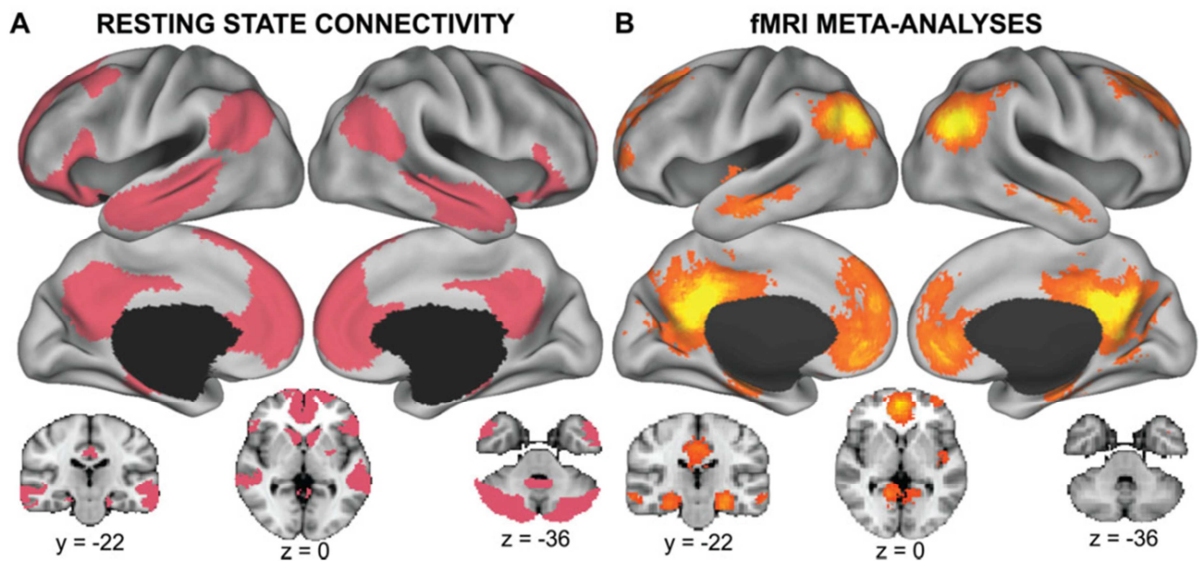 A RESTING STATE CONNECTIVITY
B fMRI META-ANALYSES
y = -22
z = 0
z = -36
y = -22
z = 0
z = -36